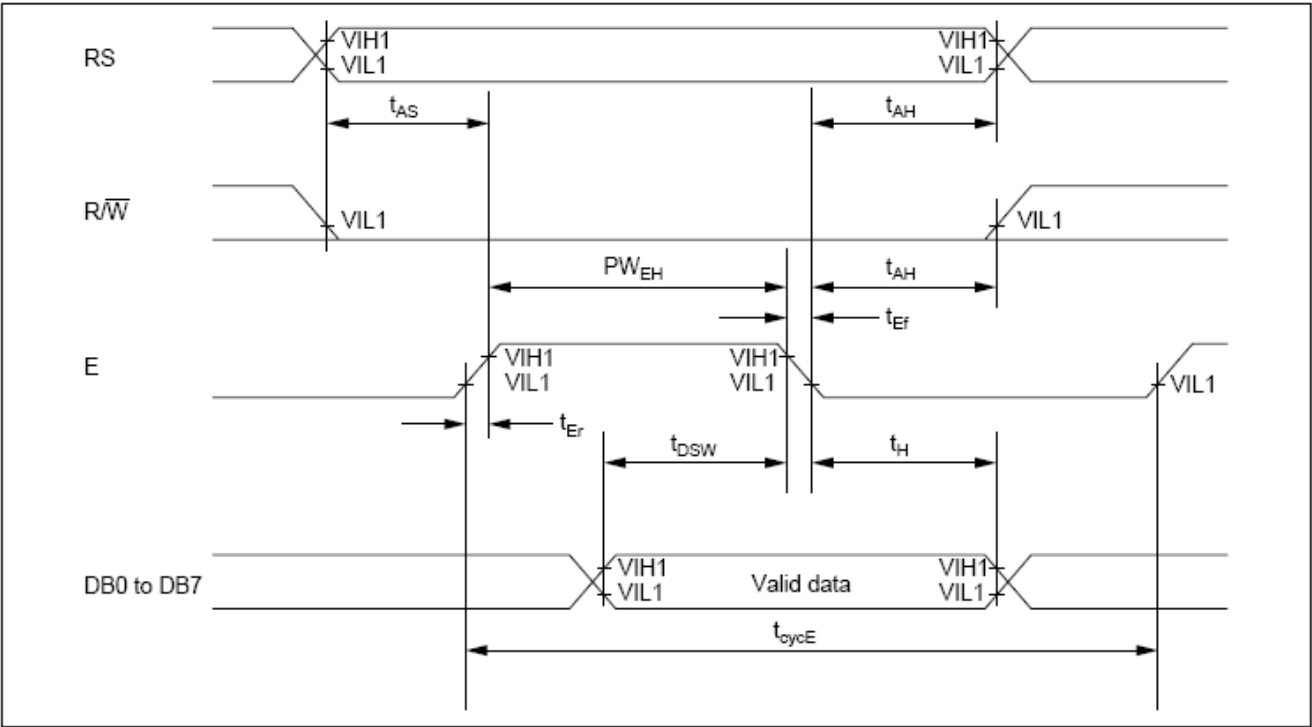 RS
VIH1
VIL1
VIH1
VIL1
tAS
tAH
R/W̅
VIL1
VIL1
PWEH
tAH
tEf
E
VIH1
VIL1
VIH1
VIL1
VIL1
tEr
tDSW
tH
DB0 to DB7
VIH1
VIL1
Valid data
VIH1
VIL1
tcycE